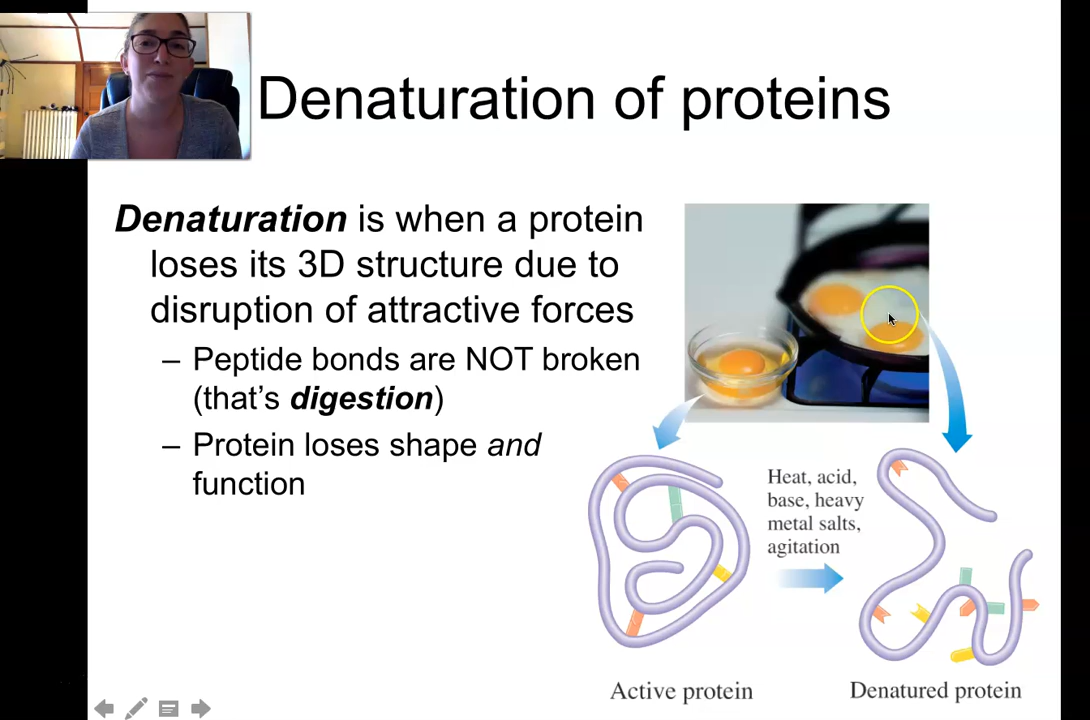 Denaturation of proteins
Denaturation is when a protein
loses its 3D structure due to
disruption of attractive forces
– Peptide bonds are NOT broken
(that’s digestion)
– Protein loses shape and
function
Heat, acid,
base, heavy
metal salts,
agitation
Active protein
Denatured protein